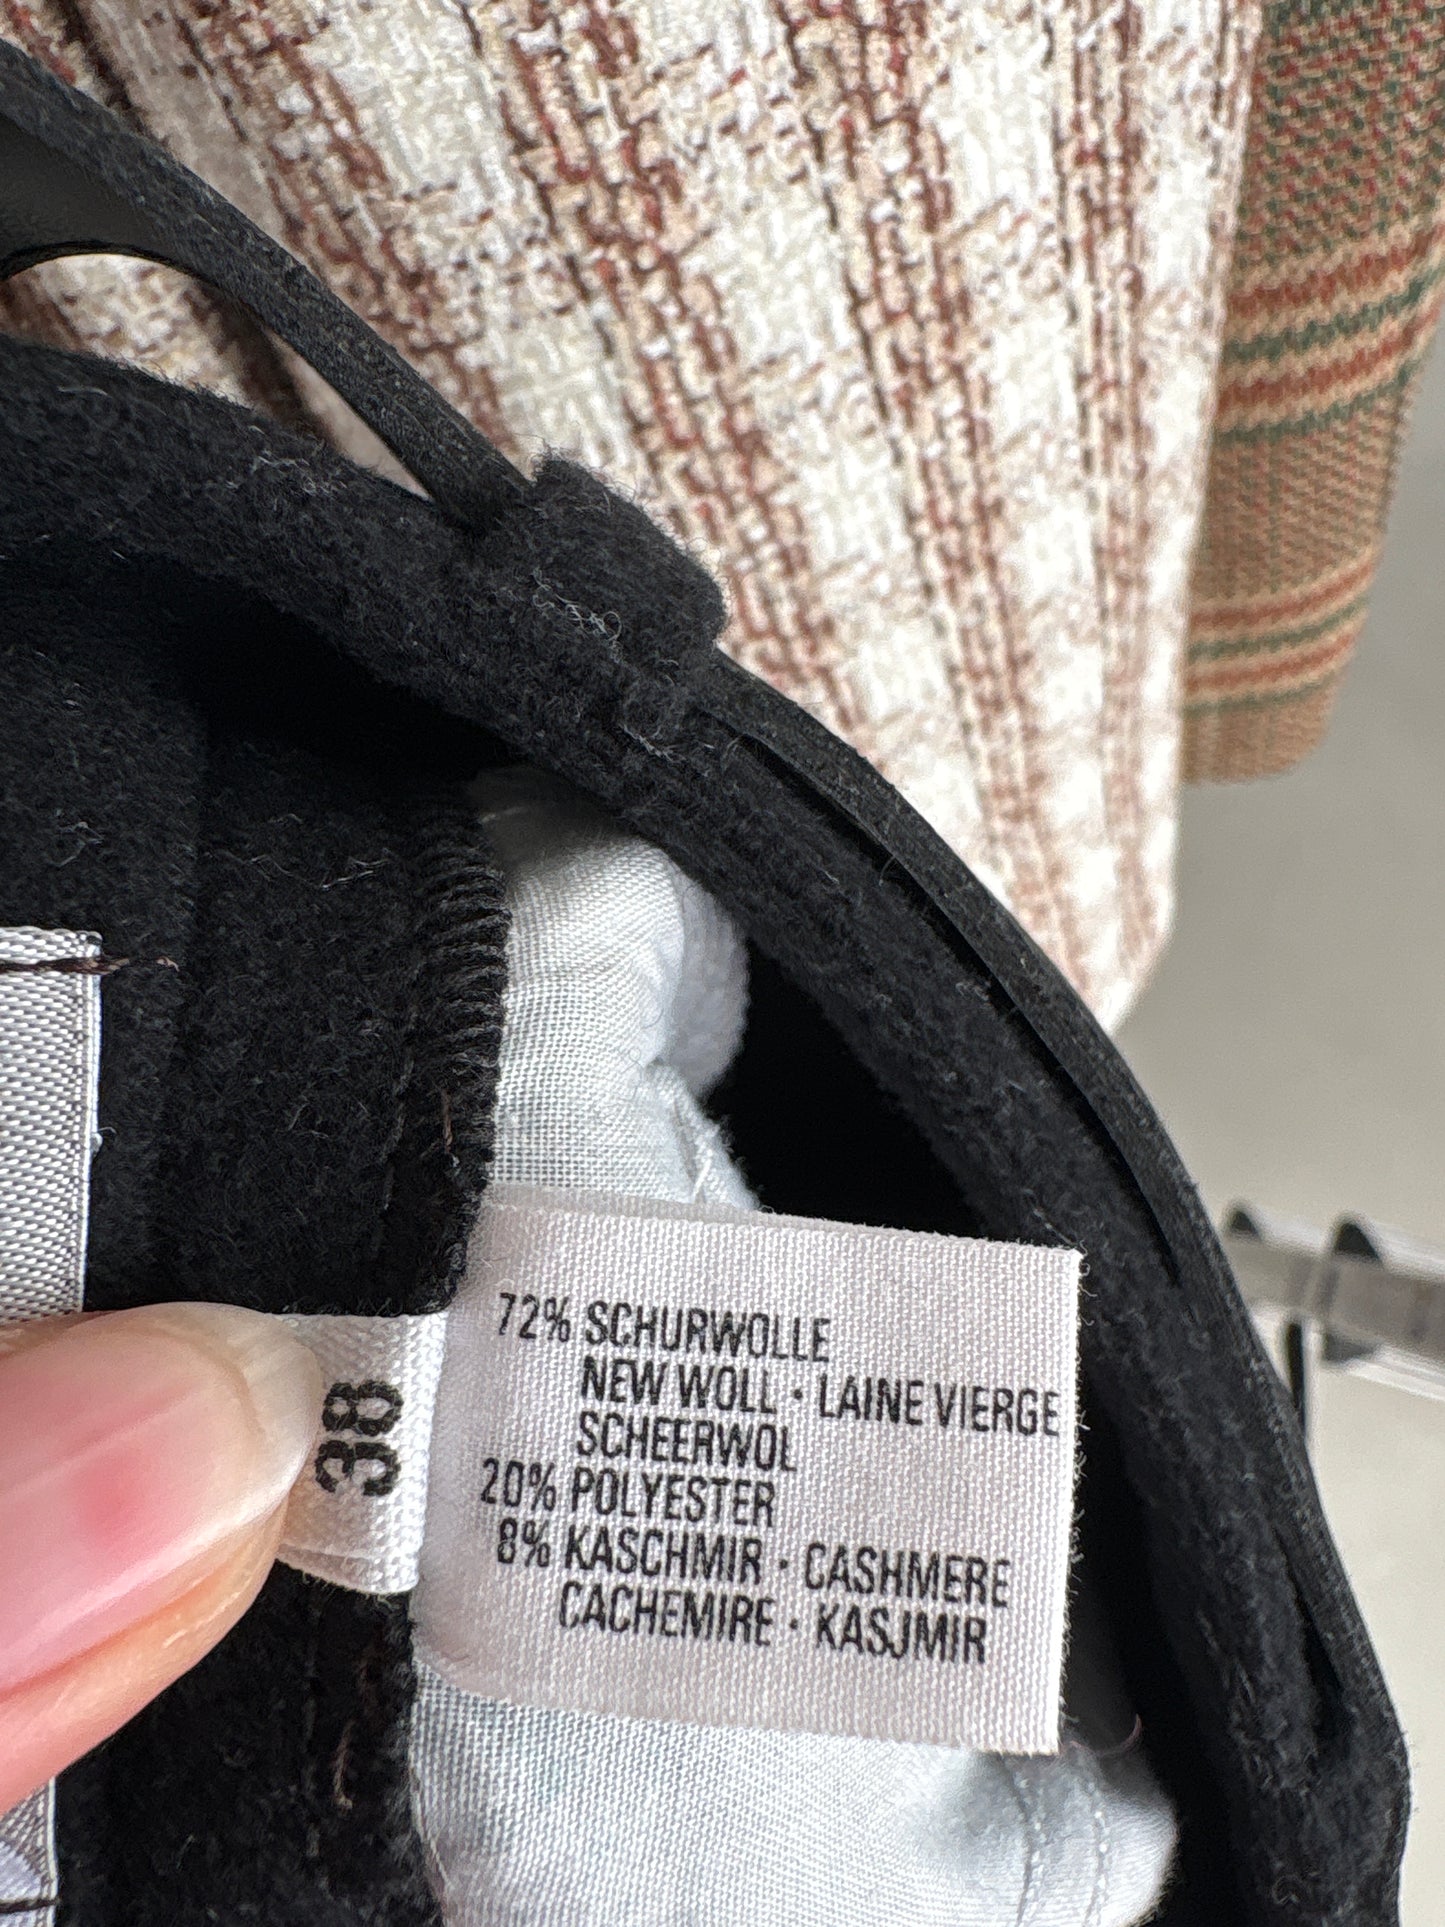 72% SCHURWOLLE
NEW WOLL · LAINE VIERGE
SCHEERWOL
20% POLYESTER
8% KASCHMIR · CASHMERE
CACHEMIRE · KASJMIR
38